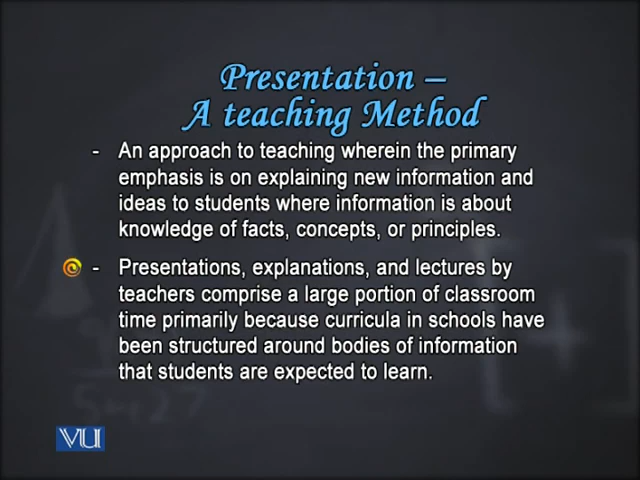 Presentation –
A teaching Method
- An approach to teaching wherein the primary
emphasis is on explaining new information and
ideas to students where information is about
knowledge of facts, concepts, or principles.
- Presentations, explanations, and lectures by
teachers comprise a large portion of classroom
time primarily because curricula in schools have
been structured around bodies of information
that students are expected to learn.
VU